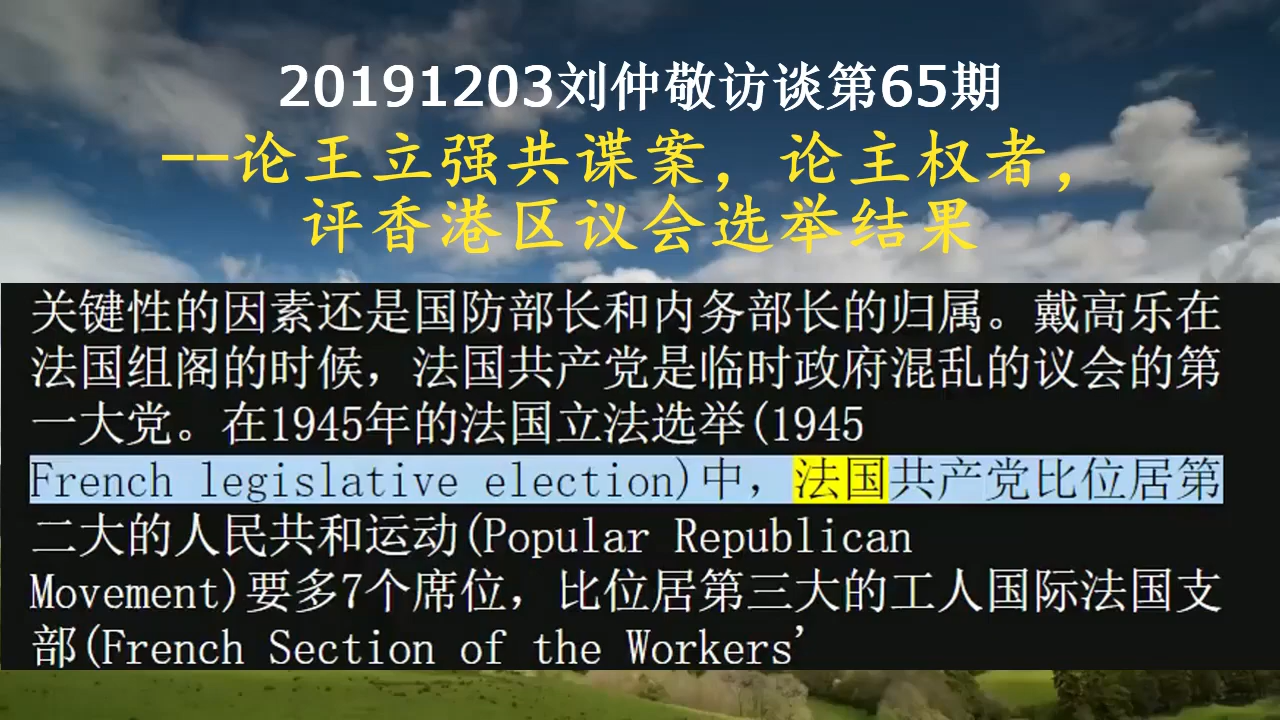 20191203刘仲敬访谈第65期
--论王立强共谍案，论主权者，
评香港区议会选举结果
关键性的因素还是国防部长和内务部长的归属。戴高乐在
法国组阁的时候，法国共产党是临时政府混乱的议会的第
一大党。在1945年的法国立法选举(1945
French legislative election)中，法国共产党比位居第
二大的人民共和运动(Popular Republican
Movement)要多7个席位，比位居第三大的工人国际法国支
部(French Section of the Workers'